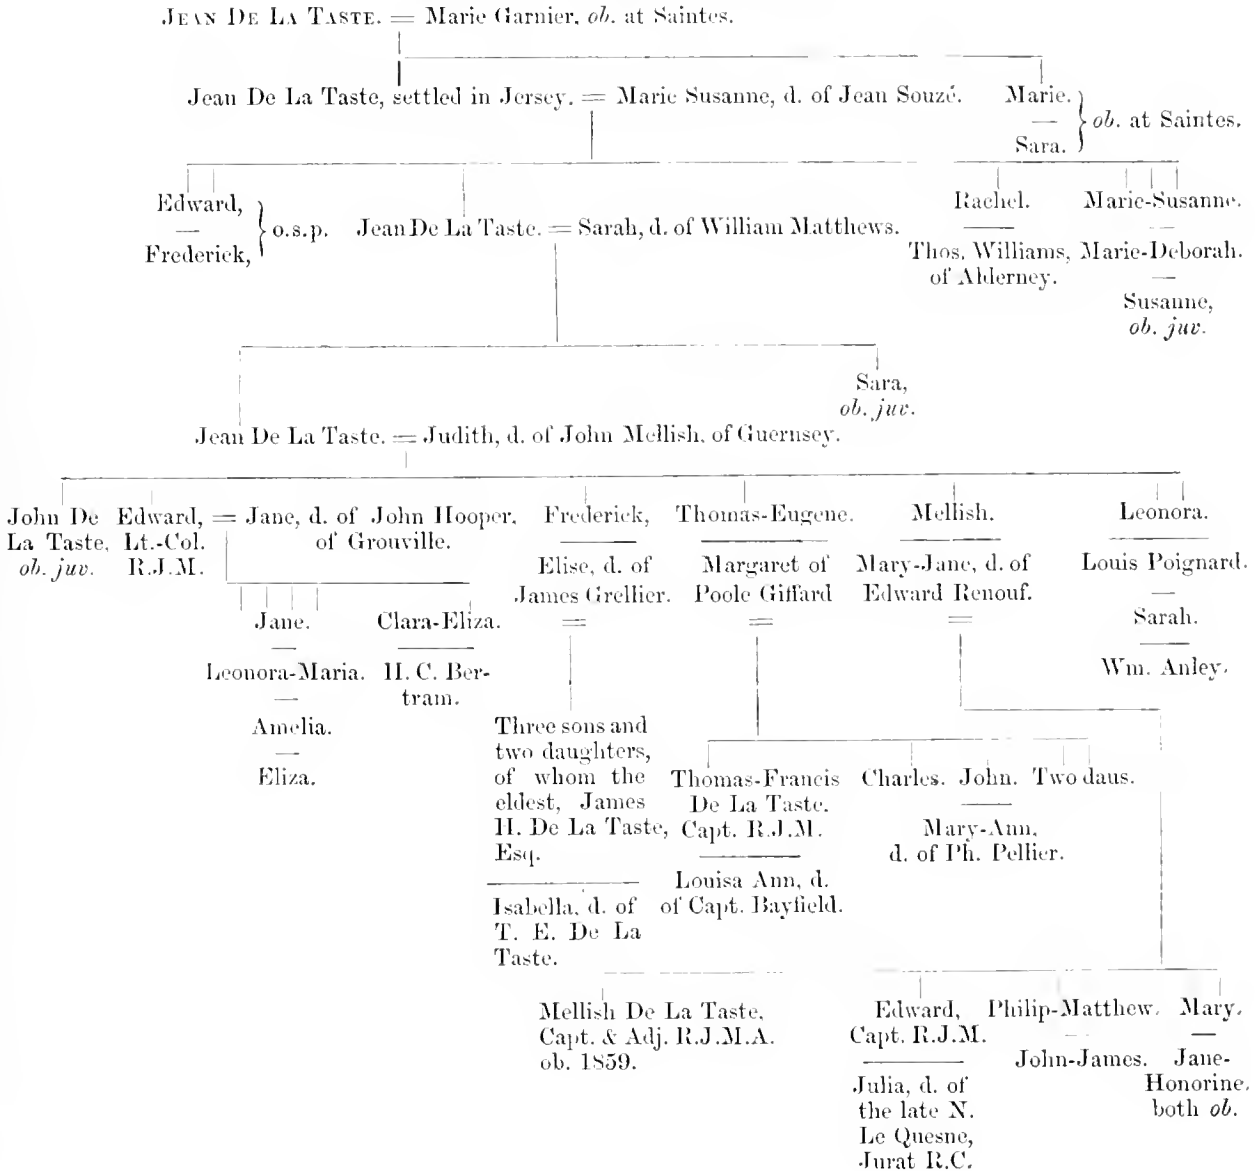 JEAN DE LA TASTE. = Marie Garnier, ob. at Saintes.
Jean De La Taste, settled in Jersey. = Marie Susanne, d. of Jean Souzé.
Marie.
—
Sara.
} ob. at Saintes.
Edward,
—
Frederick,
} o.s.p.
Jean De La Taste. = Sarah, d. of William Matthews.
Rachel.
Thos. Williams,
of Alderney.
Marie-Susanne.
—
Marie-Deborah.
—
Susanne,
ob. juv.
Sara,
ob. juv.
Jean De La Taste. = Judith, d. of John Mellish, of Guernsey.
John De
La Taste,
ob. juv.
Edward,
Lt.-Col.
R.J.M.
= Jane, d. of John Hooper,
of Grouville.
Frederick,
Elise, d. of
James Grellier.
=
Thomas-Eugene.
Margaret of
Poole Giffard
=
Mellish.
Mary-Jane, d. of
Edward Renouf.
=
Leonora.
Louis Poignard.
—
Sarah.
Wm. Anley.
Jane.
—
Leonora-Maria.
—
Amelia.
—
Eliza.
Clara-Eliza.
H. C. Ber-
tram.
Three sons and
two daughters,
of whom the
eldest, James
H. De La Taste,
Esq.
Isabella, d. of
T. E. De La
Taste.
Thomas-Francis
De La Taste.
Capt. R.J.M.
Louisa Ann, d.
of Capt. Bayfield.
Charles.
John.
Mary-Ann,
d. of Ph. Pellier.
Two daus.
Mellish De La Taste,
Capt. & Adj. R.J.M.A.
ob. 1859.
Edward,
Capt. R.J.M.
Julia, d. of
the late N.
Le Quesne,
Jurat R.C.
Philip-Matthew.
—
John-James.
Mary.
—
Jane-
Honorine,
both ob.